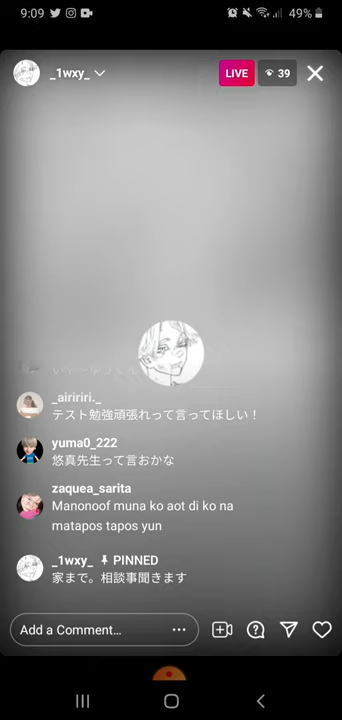 9:09
49%
_1wxy_
LIVE
39
_aiririri._
テスト勉強頑張れって言ってほしい！
yuma0_222
悠真先生って言おかな
zaquea_sarita
Manonoof muna ko aot di ko na
matapos tapos yun
_1wxy_ PINNED
家まで。相談事聞きます
Add a Comment...